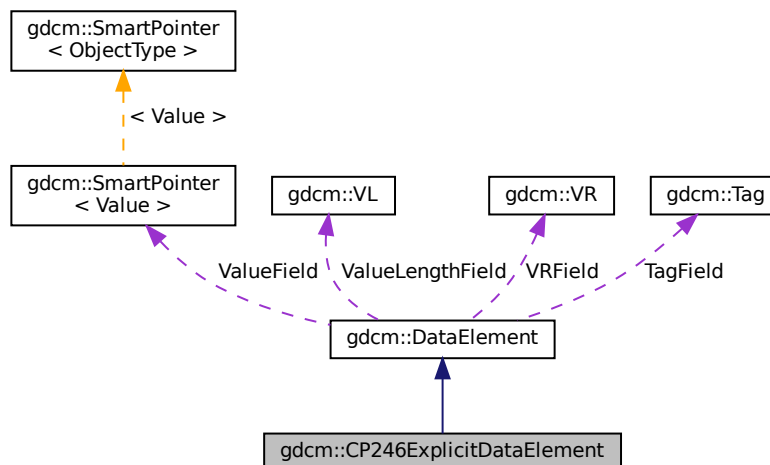 gdcm::SmartPointer
< ObjectType >
< Value >
gdcm::SmartPointer
< Value >
gdcm::VL
gdcm::VR
gdcm::Tag
ValueField
ValueLengthField
VRField
TagField
gdcm::DataElement
gdcm::CP246ExplicitDataElement